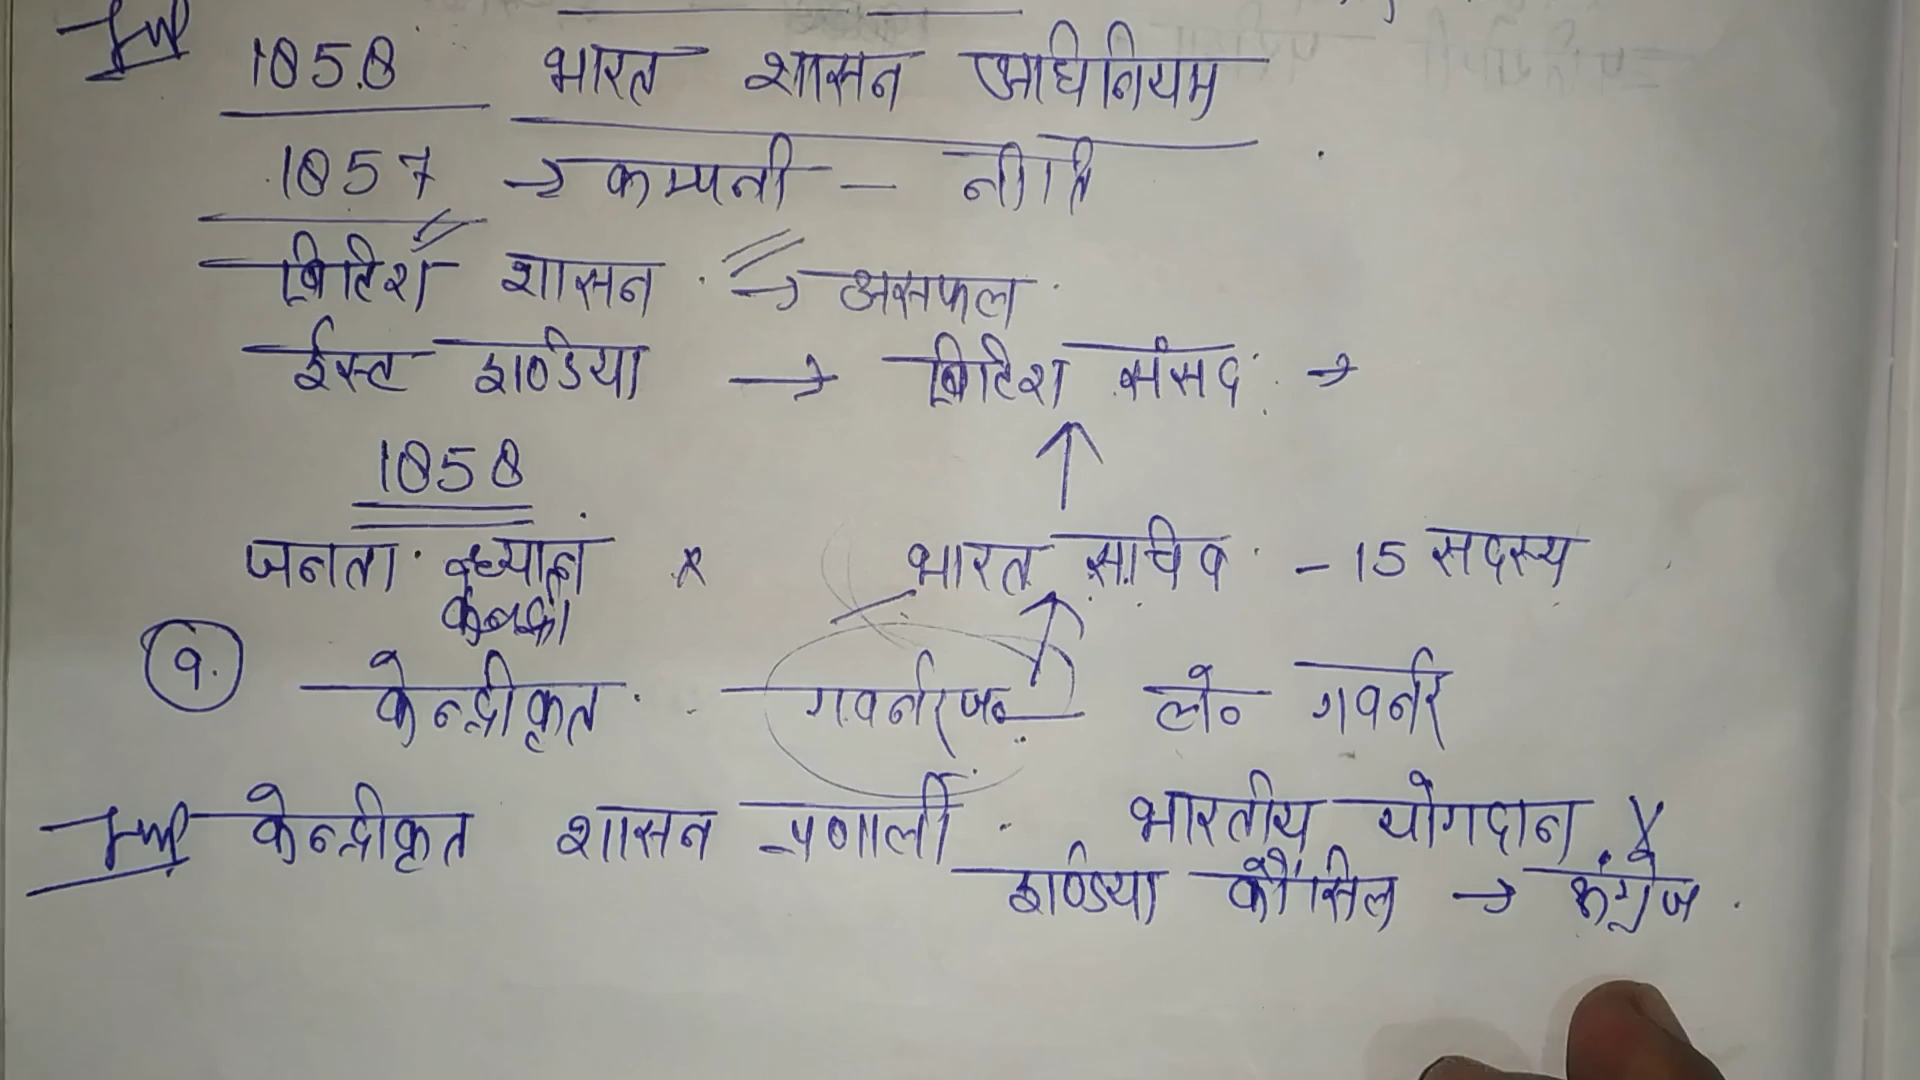 Imp 1858 भारत शासन अधिनियम
1857 → कम्पनी - नीति
ब्रिटिश शासन → असफल
ईस्ट इण्डिया → ब्रिटिश संसद →
1858
जनता × भारत सचिव - 15 सदस्य
9. केन्द्रीकृत गवर्नर जन० ले० गवर्नर
Imp केन्द्रीकृत शासन प्रणाली भारतीय योगदान ×
इण्डिया कौंसिल → अंग्रेज